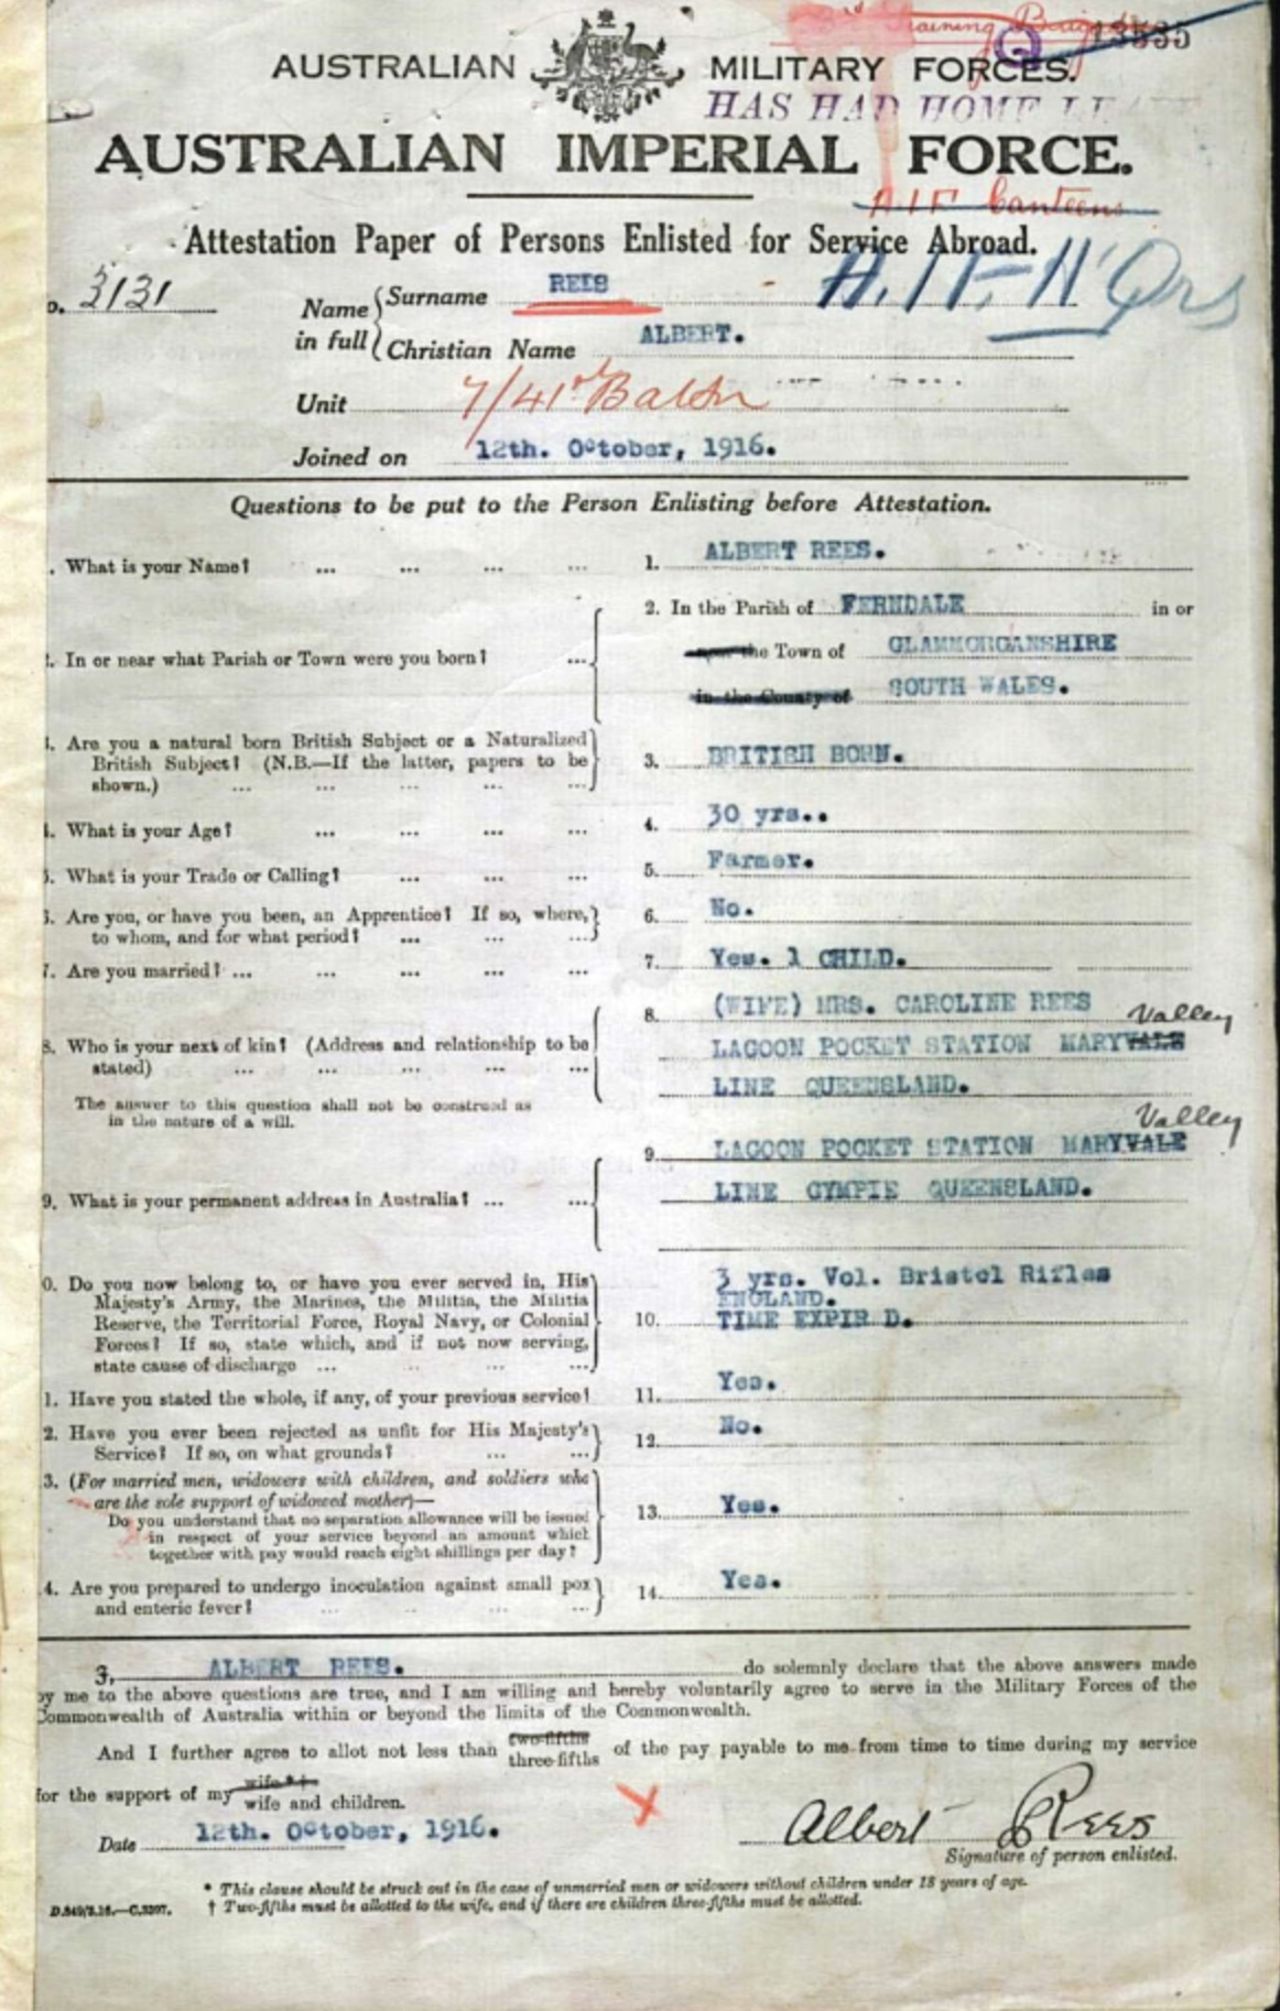 3rd Training Brigade 13535
AUSTRALIAN MILITARY FORCES.
HAS HAD HOME LE
AUSTRALIAN IMPERIAL FORCE.
A.I.F. Canteens
Attestation Paper of Persons Enlisted for Service Abroad.
A.I.F. H'Qrs
o. 3131
Name in full
Surname REES
Christian Name ALBERT.
Unit 7/41st Battn
Joined on 12th. October, 1916.
Questions to be put to the Person Enlisting before Attestation.
. What is your Name? ... ... ... ... 1. ALBERT REES.
2. In the Parish of FERNDALE in or
. In or near what Parish or Town were you born? ... the Town of GLAMMORGANSHIRE
in the County of SOUTH WALES.
. Are you a natural born British Subject or a Naturalized
British Subject? (N.B.—If the latter, papers to be 3. BRITISH BORN.
shown.) ... ... ... ... ...
. What is your Age? ... ... ... ... 4. 30 yrs..
. What is your Trade or Calling? ... ... ... 5. Farmer.
. Are you, or have you been, an Apprentice? If so, where, 6. No.
to whom, and for what period? ... ... ...
7. Are you married? ... ... ... ... 7. Yes. 1 CHILD.
8. (WIFE) MRS. CAROLINE REES
Valley
8. Who is your next of kin? (Address and relationship to be LAGOON POCKET STATION MARYVALE
stated) ... ... ... ... ... LINE QUEENSLAND.
The answer to this question shall not be construed as
in the nature of a will.
Valley
9. LAGOON POCKET STATION MARYVALE
9. What is your permanent address in Australia? ... ... LINE GYMPIE QUEENSLAND.
0. Do you now belong to, or have you ever served in, His 3 yrs. Vol. Bristol Rifles
Majesty's Army, the Marines, the Militia, the Militia ENGLAND.
Reserve, the Territorial Force, Royal Navy, or Colonial 10. TIME EXPIR D.
Forces? If so, state which, and if not now serving,
state cause of discharge ... ... ... ...
1. Have you stated the whole, if any, of your previous service? 11. Yes.
2. Have you ever been rejected as unfit for His Majesty's 12. No.
Service? If so, on what grounds? ... ...
3. (For married men, widowers with children, and soldiers who
are the sole support of widowed mother)—
Do you understand that no separation allowance will be issued 13. Yes.
in respect of your service beyond an amount which
together with pay would reach eight shillings per day?
4. Are you prepared to undergo inoculation against small pox 14. Yes.
and enteric fever? ... ... ... ...
3, ALBERT REES. do solemnly declare that the above answers made
by me to the above questions are true, and I am willing and hereby voluntarily agree to serve in the Military Forces of the
Commonwealth of Australia within or beyond the limits of the Commonwealth.
And I further agree to allot not less than two-fifths three-fifths of the pay payable to me from time to time during my service
for the support of my wife*† wife and children.
Date 12th. October, 1916. Albert Rees
Signature of person enlisted.
* This clause should be struck out in the case of unmarried men or widowers without children under 18 years of age.
D.549/2.16.—C.5207. † Two-fifths must be allotted to the wife, and if there are children three-fifths must be allotted.